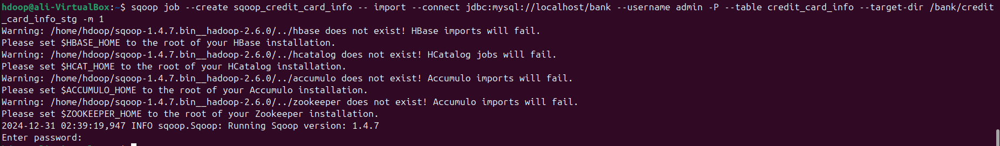 hdoop@ali-VirtualBox:~$ sqoop job --create sqoop_credit_card_info -- import --connect jdbc:mysql://localhost/bank --username admin -P --table credit_card_info --target-dir /bank/credit
_card_info_stg -m 1
Warning: /home/hdoop/sqoop-1.4.7.bin__hadoop-2.6.0/../hbase does not exist! HBase imports will fail.
Please set $HBASE_HOME to the root of your HBase installation.
Warning: /home/hdoop/sqoop-1.4.7.bin__hadoop-2.6.0/../hcatalog does not exist! HCatalog jobs will fail.
Please set $HCAT_HOME to the root of your HCatalog installation.
Warning: /home/hdoop/sqoop-1.4.7.bin__hadoop-2.6.0/../accumulo does not exist! Accumulo imports will fail.
Please set $ACCUMULO_HOME to the root of your Accumulo installation.
Warning: /home/hdoop/sqoop-1.4.7.bin__hadoop-2.6.0/../zookeeper does not exist! Accumulo imports will fail.
Please set $ZOOKEEPER_HOME to the root of your Zookeeper installation.
2024-12-31 02:39:19,947 INFO sqoop.Sqoop: Running Sqoop version: 1.4.7
Enter password: